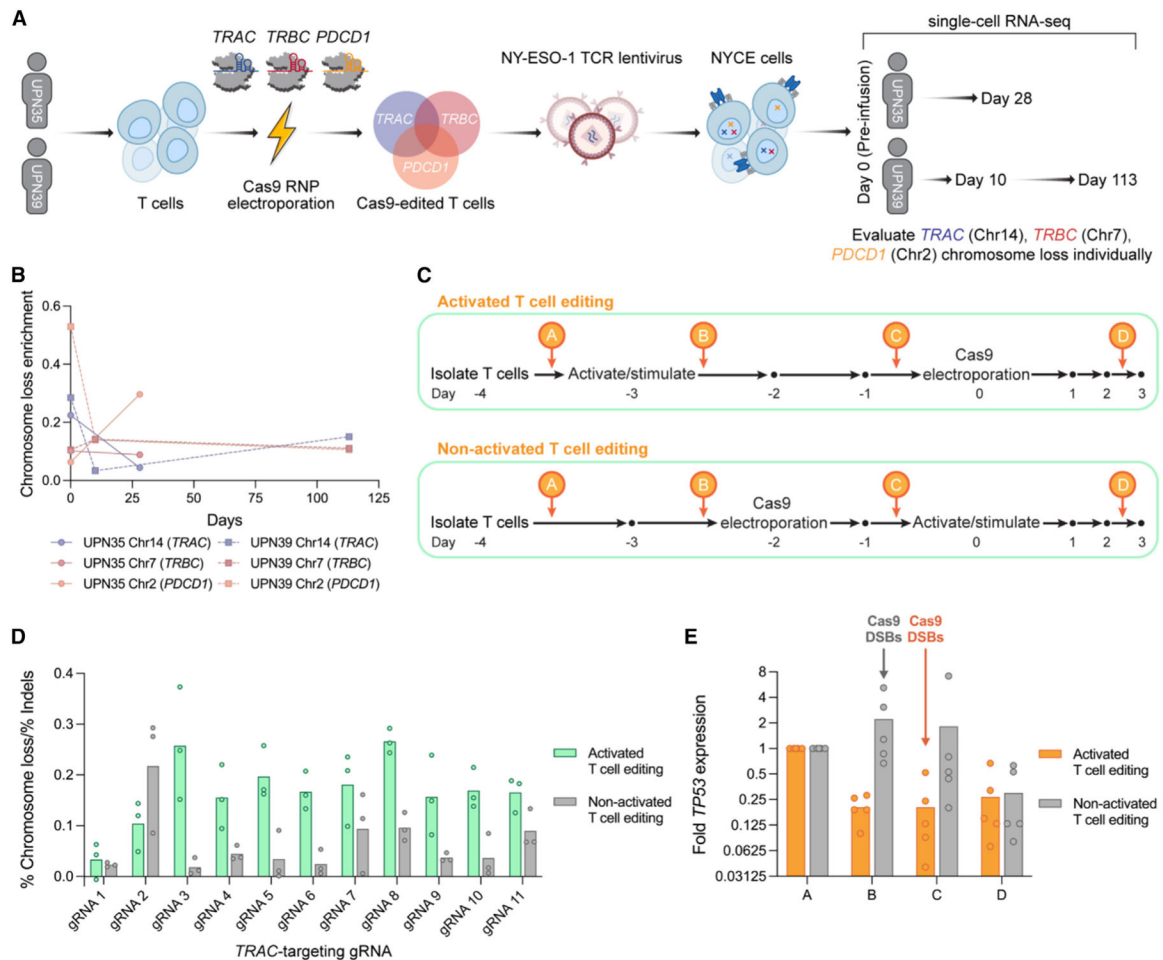 A
TRAC TRBC PDCD1
NY-ESO-1 TCR lentivirus
NYCE cells
single-cell RNA-seq
UPN35
UPN39
T cells
Cas9 RNP
electroporation
TRAC
TRBC
PDCD1
Cas9-edited T cells
Day 0 (Pre-infusion)
UPN35
Day 28
UPN39
Day 10
Day 113
Evaluate TRAC (Chr14), TRBC (Chr7),
PDCD1 (Chr2) chromosome loss individually
B
Chromosome loss enrichment
0.6
0.4
0.2
0.0
0 25 50 75 100 125
Days
UPN35 Chr14 (TRAC)
UPN35 Chr7 (TRBC)
UPN35 Chr2 (PDCD1)
UPN39 Chr14 (TRAC)
UPN39 Chr7 (TRBC)
UPN39 Chr2 (PDCD1)
C
Activated T cell editing
A B C D
Isolate T cells Activate/stimulate Cas9
electroporation
Day -4 -3 -2 -1 0 1 2 3
Non-activated T cell editing
A B C D
Isolate T cells Cas9
electroporation Activate/stimulate
Day -4 -3 -2 -1 0 1 2 3
D
% Chromosome loss/% Indels
0.4
0.3
0.2
0.1
0.0
gRNA 1
gRNA 2
gRNA 3
gRNA 4
gRNA 5
gRNA 6
gRNA 7
gRNA 8
gRNA 9
gRNA 10
gRNA 11
TRAC-targeting gRNA
Activated
T cell editing
Non-activated
T cell editing
E
Cas9
DSBs
Cas9
DSBs
Fold TP53 expression
8
4
2
1
0.5
0.25
0.125
0.0625
0.03125
A B C D
Activated
T cell editing
Non-activated
T cell editing